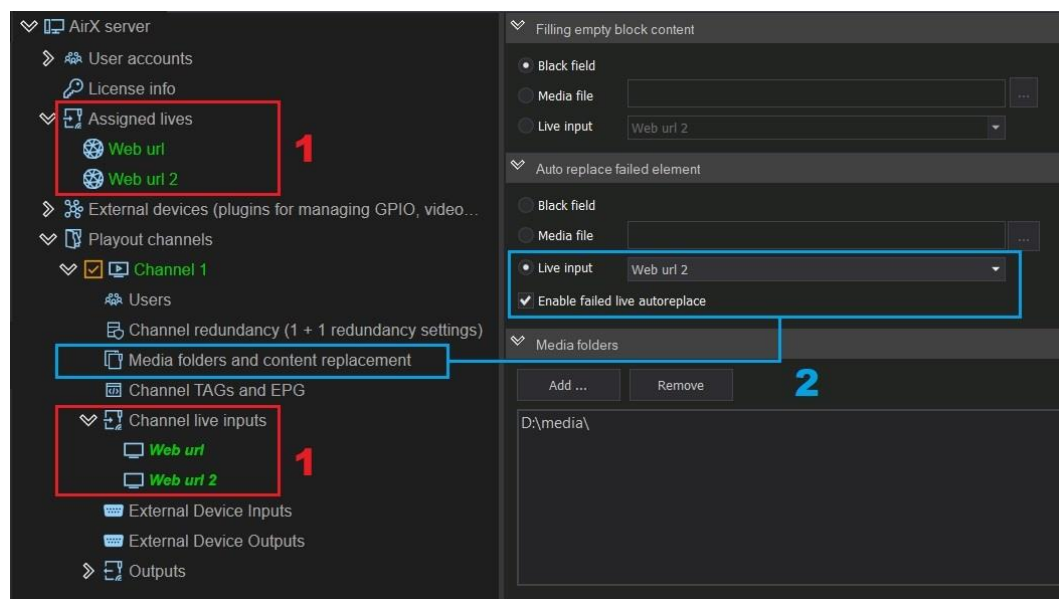 AirX server
User accounts
License info
Assigned lives
Web url
Web url 2
1
External devices (plugins for managing GPIO, video...
Playout channels
Channel 1
Users
Channel redundancy (1 + 1 redundancy settings)
Media folders and content replacement
Channel TAGs and EPG
Channel live inputs
Web url
Web url 2
1
External Device Inputs
External Device Outputs
Outputs
Filling empty block content
Black field
Media file
...
Live input
Web url 2
Auto replace failed element
Black field
Media file
...
Live input
Web url 2
Enable failed live autoreplace
Media folders
Add ...
Remove
2
D:\media\